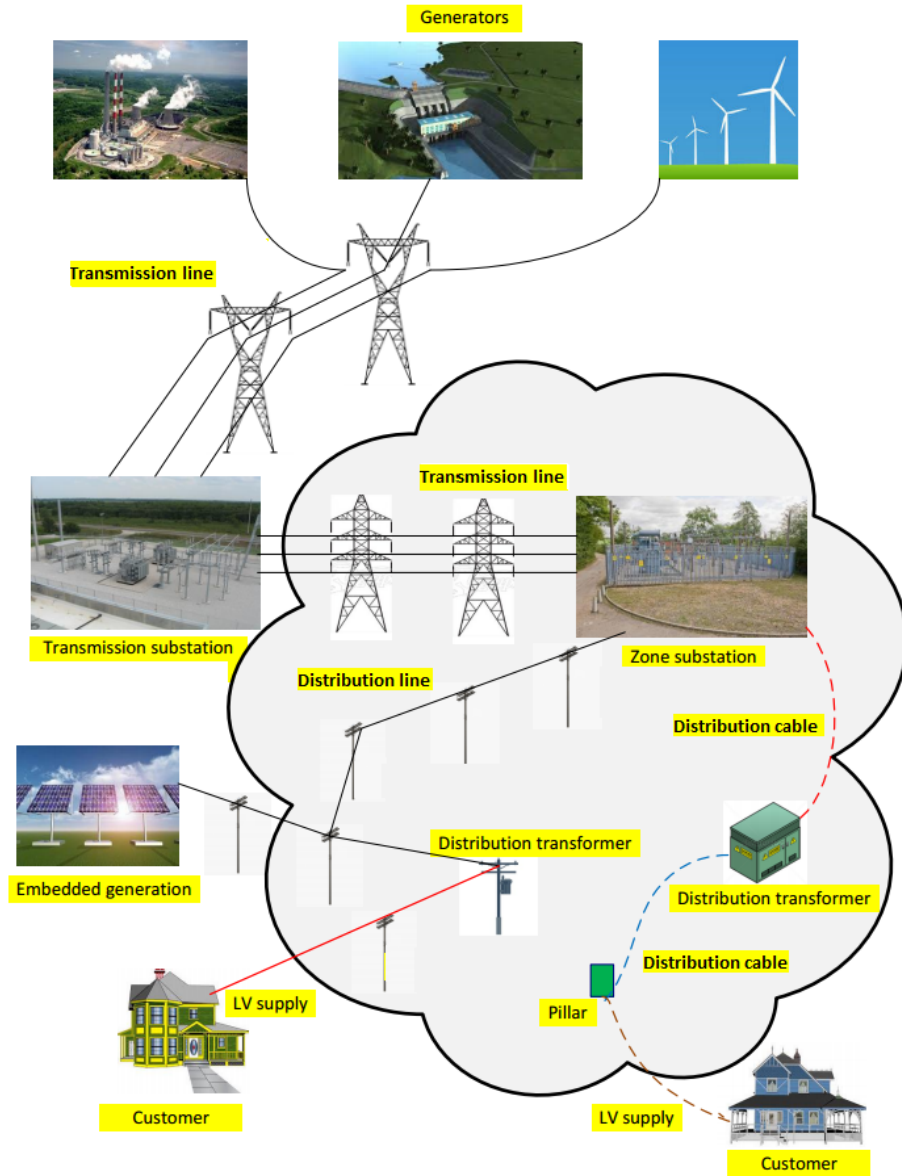 Generators
Transmission line
Transmission line
Transmission substation
Zone substation
Distribution line
Distribution cable
Distribution transformer
Embedded generation
Distribution transformer
Distribution cable
LV supply
Pillar
Customer
LV supply
Customer